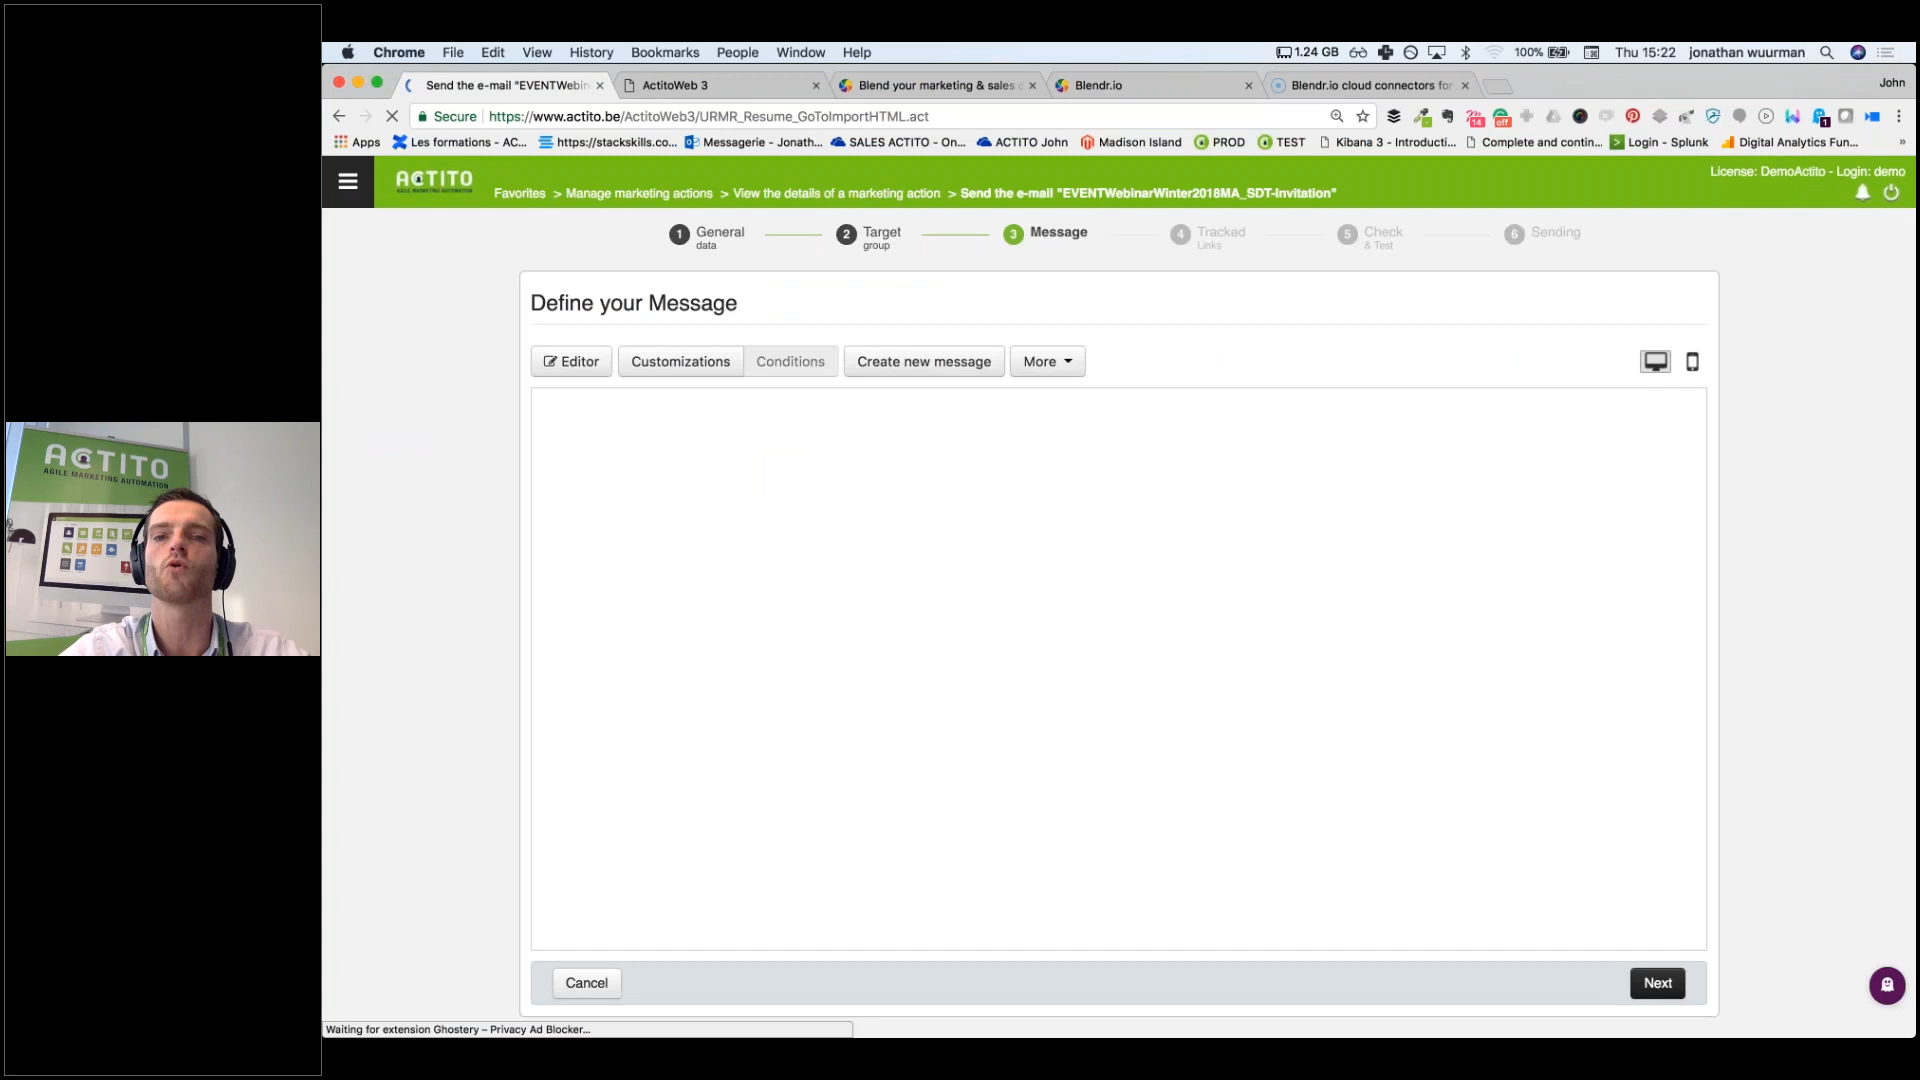 Chrome File Edit View History Bookmarks People Window Help
1.24 GB 100% Thu 15:22 jonathan wuurman
Send the e-mail "EVENTWebin
ActitoWeb 3
Blend your marketing & sales
Blendr.io
Blendr.io cloud connectors for
John
Secure https://www.actito.be/ActitoWeb3/URMR_Resume_GoToImportHTML.act
14
off
1
Apps Les formations - AC... https://stackskills.co... Messagerie - Jonath... SALES ACTITO - On... ACTITO John Madison Island PROD TEST Kibana 3 - Introducti... Complete and contin... Login - Splunk Digital Analytics Fun... »
ACTITO
AGILE MARKETING AUTOMATION
Favorites > Manage marketing actions > View the details of a marketing action > Send the e-mail "EVENTWebinarWinter2018MA_SDT-Invitation"
License: DemoActito - Login: demo
1 General data
2 Target group
3 Message
4 Tracked Links
5 Check & Test
6 Sending
Define your Message
Editor Customizations Conditions Create new message More
ACTITO
AGILE MARKETING AUTOMATION
Cancel Next
Waiting for extension Ghostery – Privacy Ad Blocker...